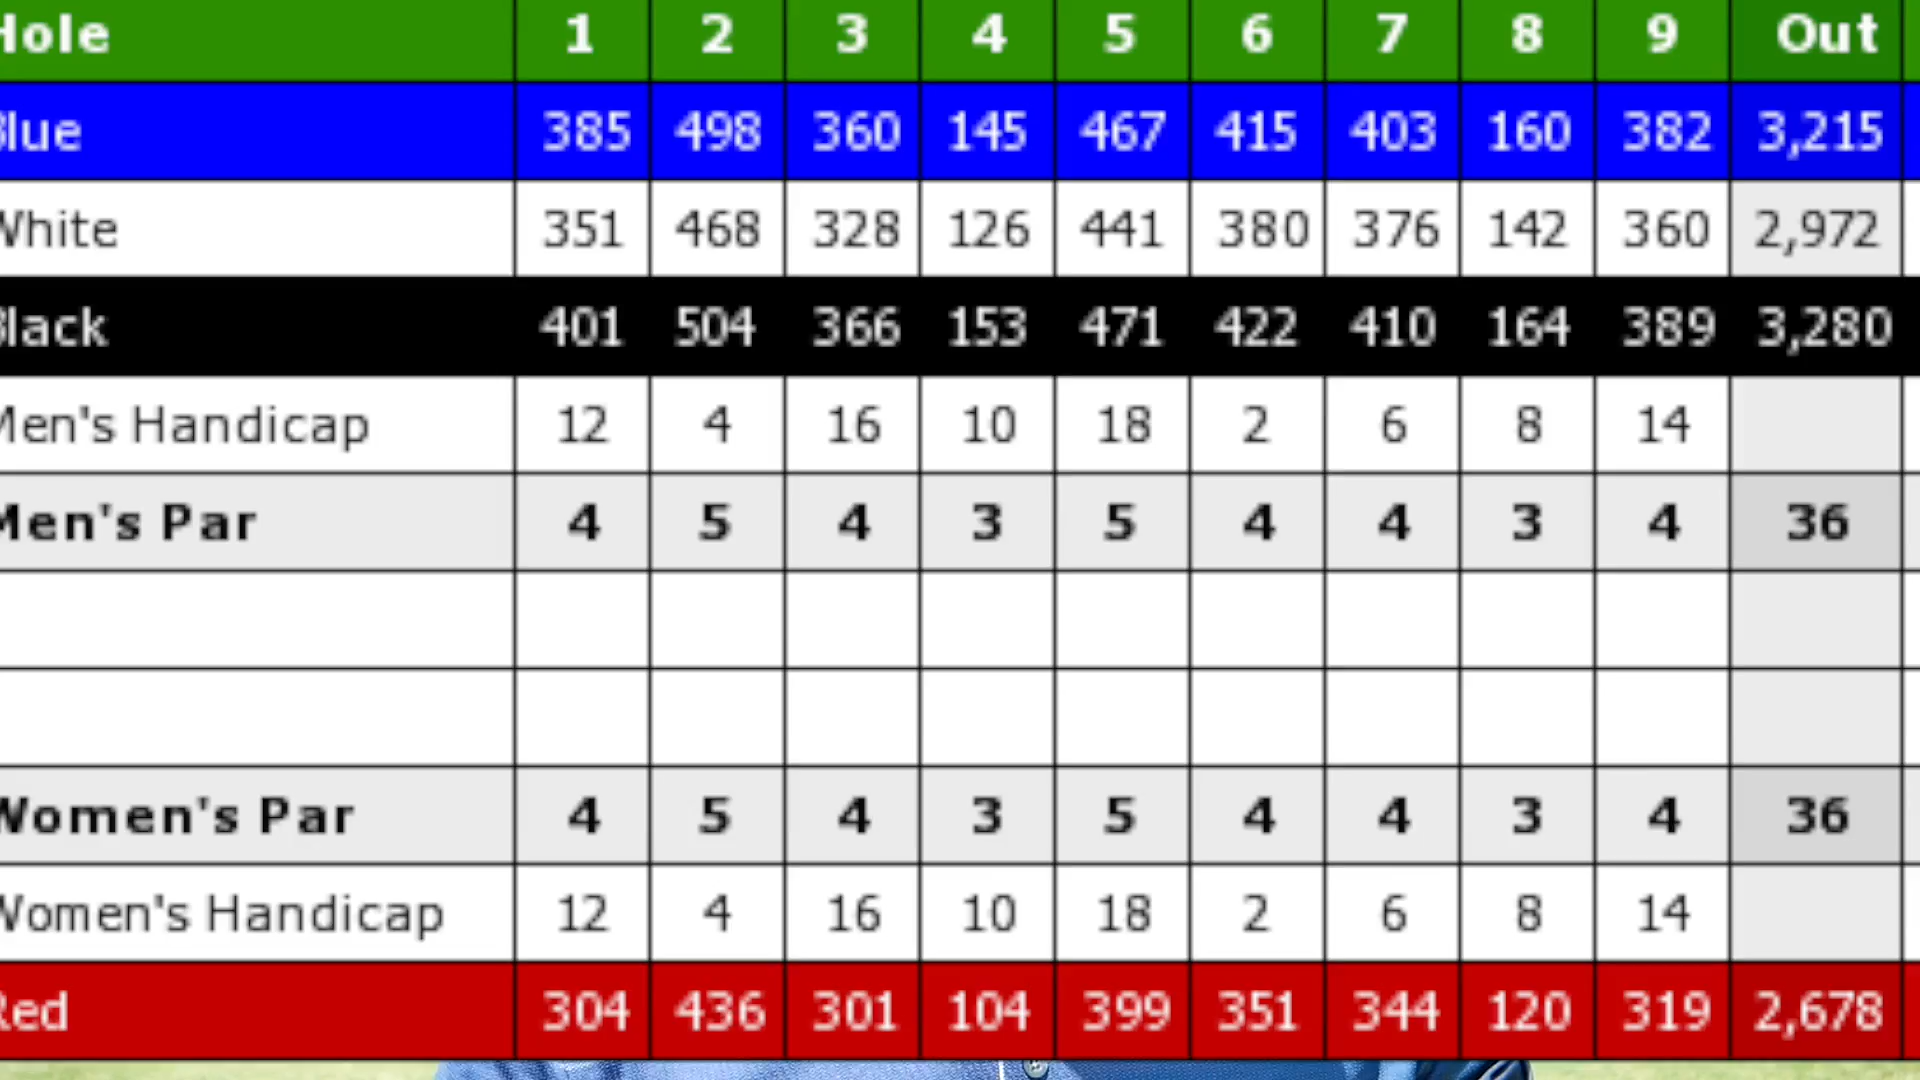 Hole 1 2 3 4 5 6 7 8 9 Out
Blue 385 498 360 145 467 415 403 160 382 3,215
White 351 468 328 126 441 380 376 142 360 2,972
Black 401 504 366 153 471 422 410 164 389 3,280
Men's Handicap 12 4 16 10 18 2 6 8 14
Men's Par 4 5 4 3 5 4 4 3 4 36
Women's Par 4 5 4 3 5 4 4 3 4 36
Women's Handicap 12 4 16 10 18 2 6 8 14
Red 304 436 301 104 399 351 344 120 319 2,678